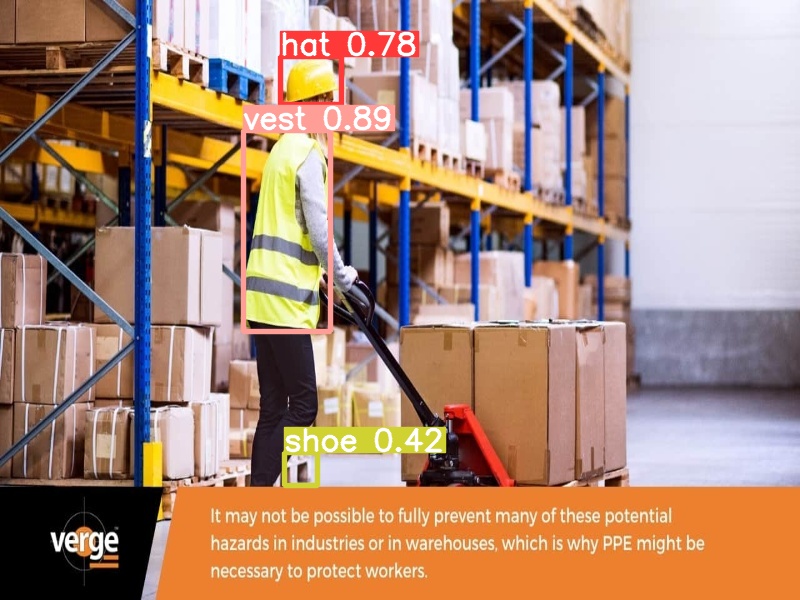 hat 0.78
vest 0.89
shoe 0.42
verge
It may not be possible to fully prevent many of these potential
hazards in industries or in warehouses, which is why PPE might be
necessary to protect workers.